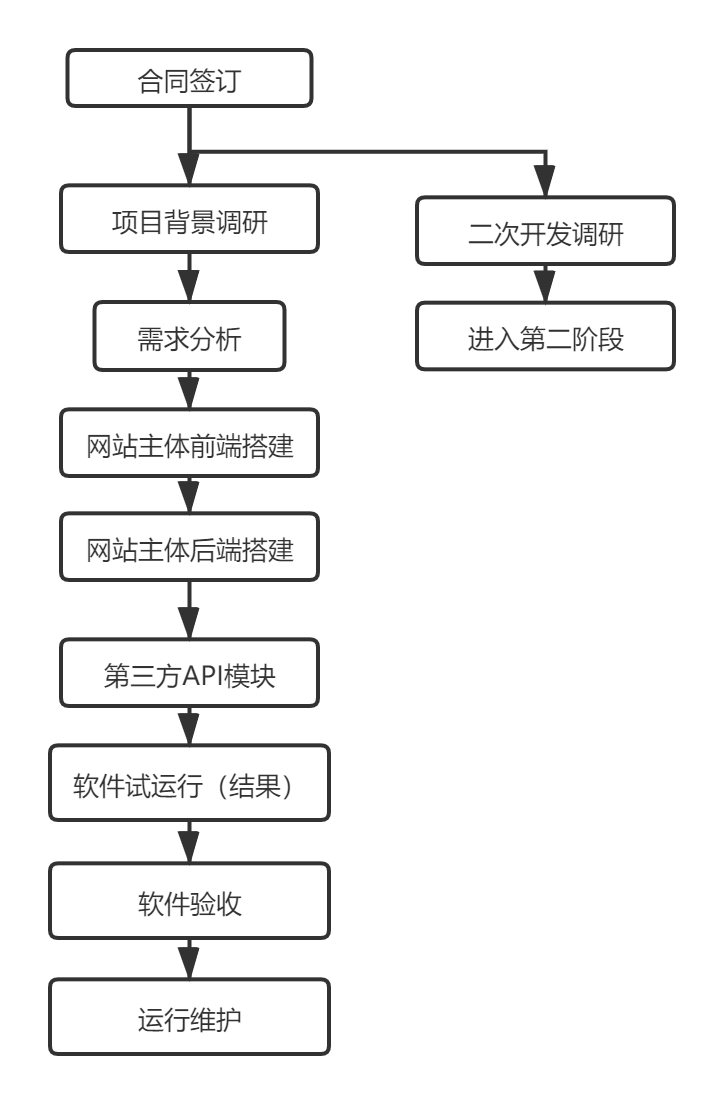 合同签订
项目背景调研
二次开发调研
需求分析
进入第二阶段
网站主体前端搭建
网站主体后端搭建
第三方API模块
软件试运行（结果）
软件验收
运行维护